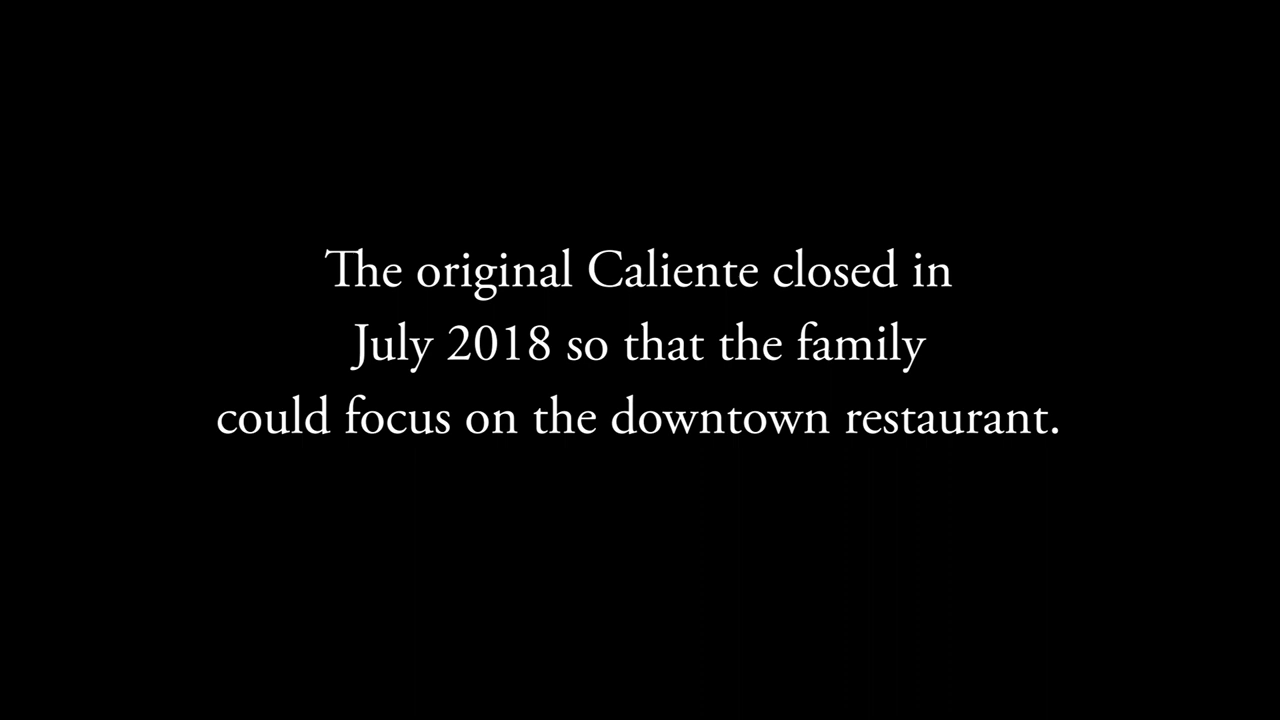 The original Caliente closed in
July 2018 so that the family
could focus on the downtown restaurant.